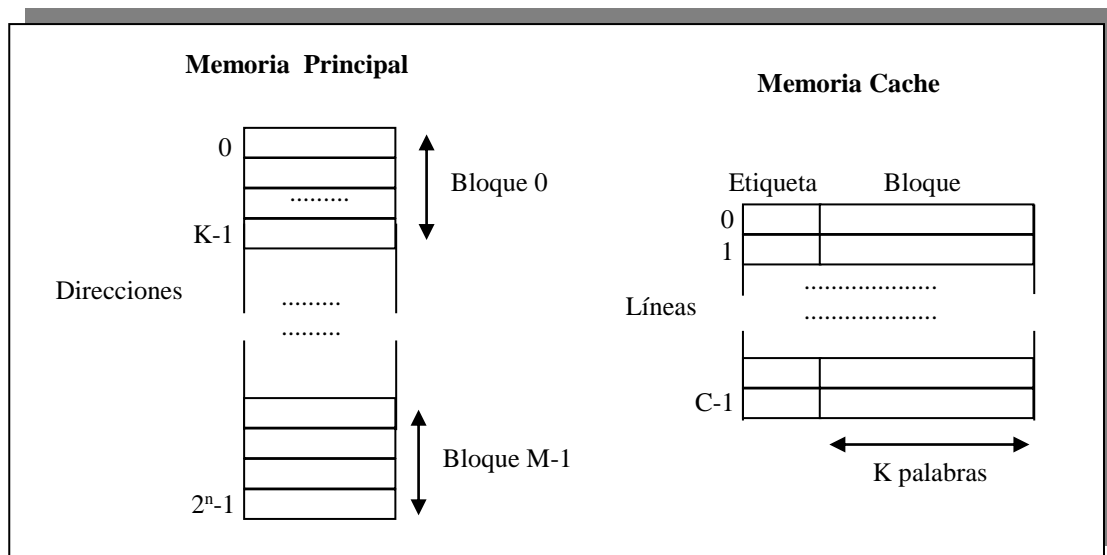 Memoria Principal
0
.........
K-1
Bloque 0
Direcciones
.........
.........
Bloque M-1
2ⁿ-1
Memoria Cache
Etiqueta Bloque
0
1
....................
Líneas
....................
C-1
K palabras